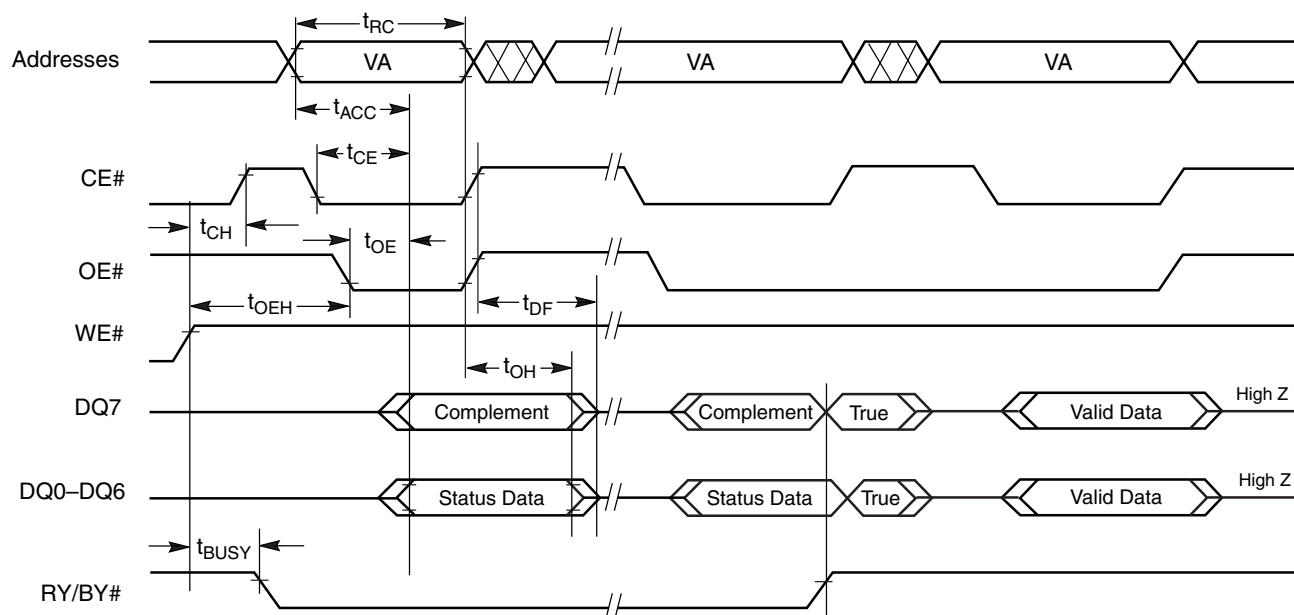 tRC
Addresses VA VA VA
tACC
tCE
CE#
tCH
tOE
OE#
tOEH
tDF
WE#
tOH
DQ7 Complement Complement True Valid Data High Z
DQ0–DQ6 Status Data Status Data True Valid Data High Z
tBUSY
RY/BY#